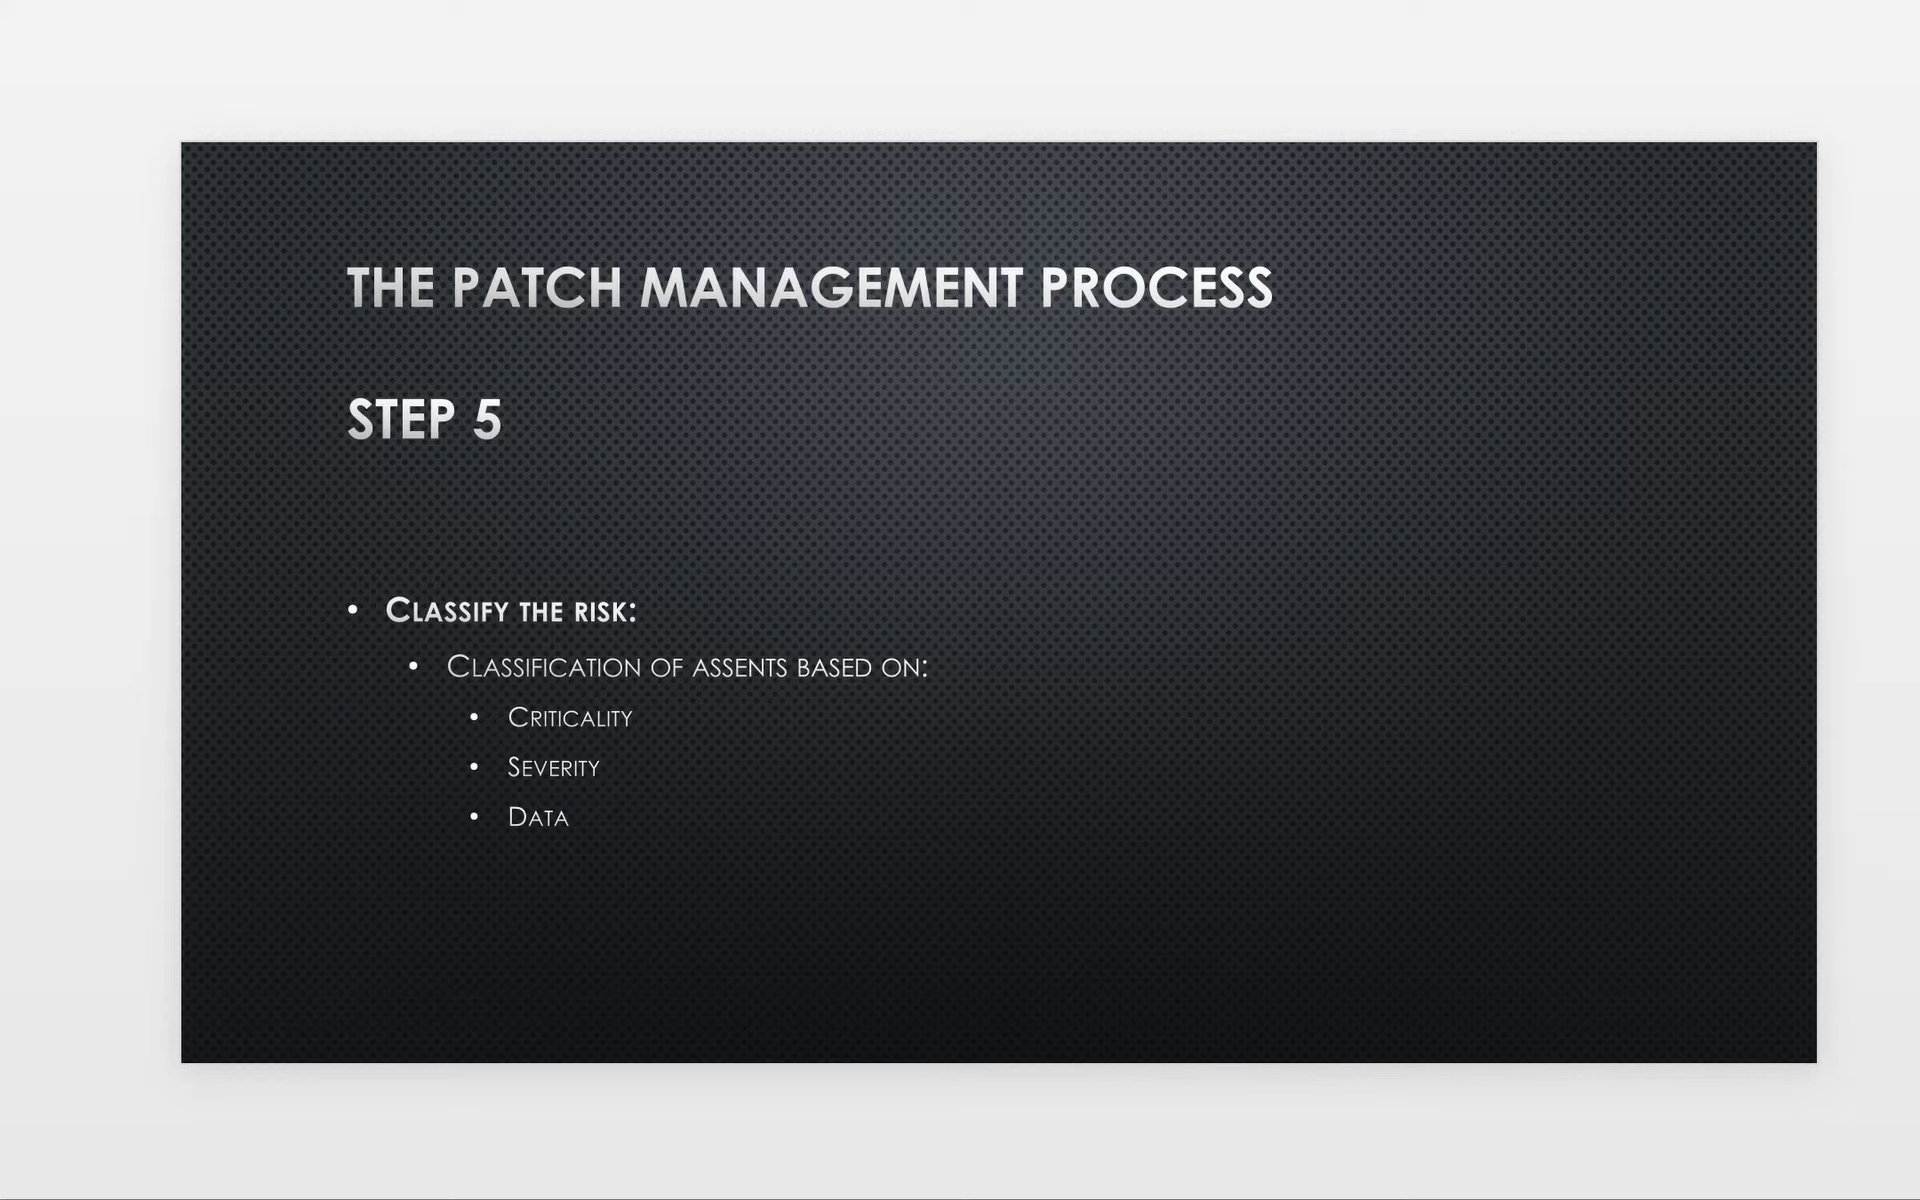 THE PATCH MANAGEMENT PROCESS
STEP 5
• CLASSIFY THE RISK:
• CLASSIFICATION OF ASSENTS BASED ON:
• CRITICALITY
• SEVERITY
• DATA